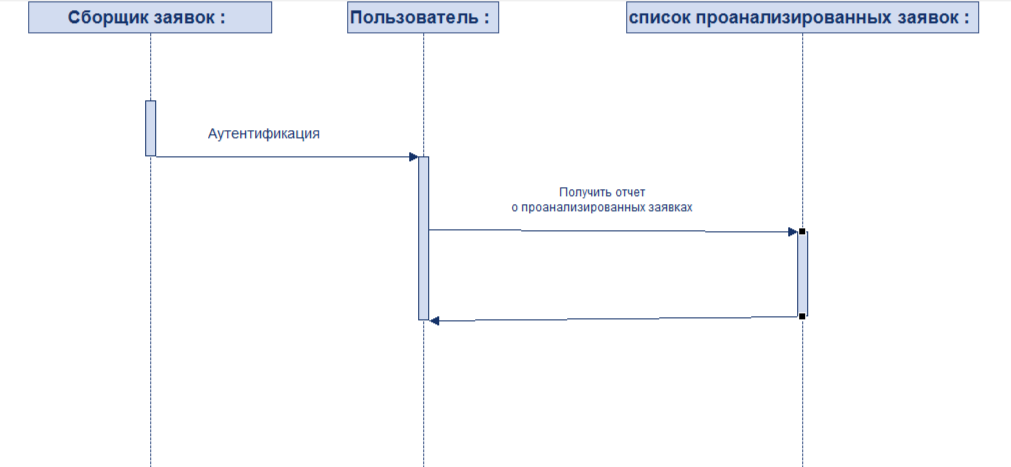 Сборщик заявок :
Пользователь :
список проанализированных заявок :
Аутентификация
Получить отчет
о проанализированных заявках